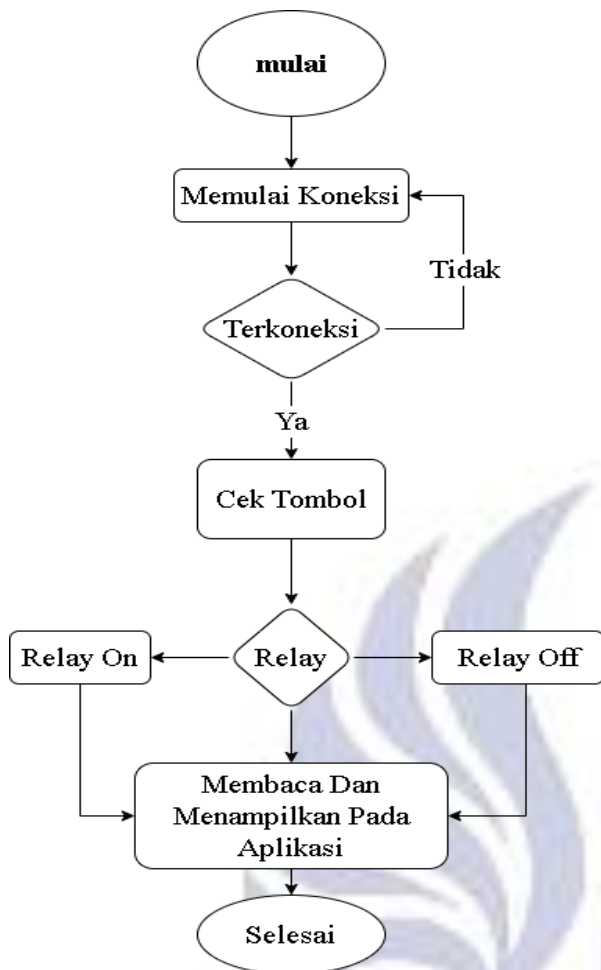 mulai
Memulai Koneksi
Tidak
Terkoneksi
Ya
Cek Tombol
Relay On
Relay
Relay Off
Membaca Dan
Menampilkan Pada
Aplikasi
Selesai